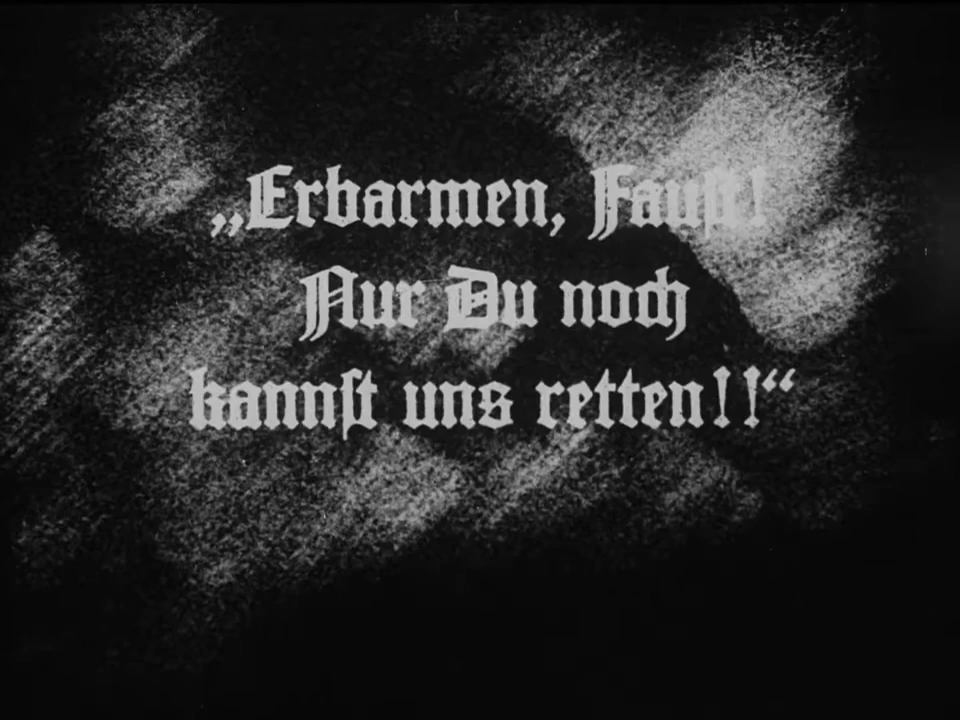 „Erbarmen, Fauſt!
Nur Du noch
kannſt uns retten!!“